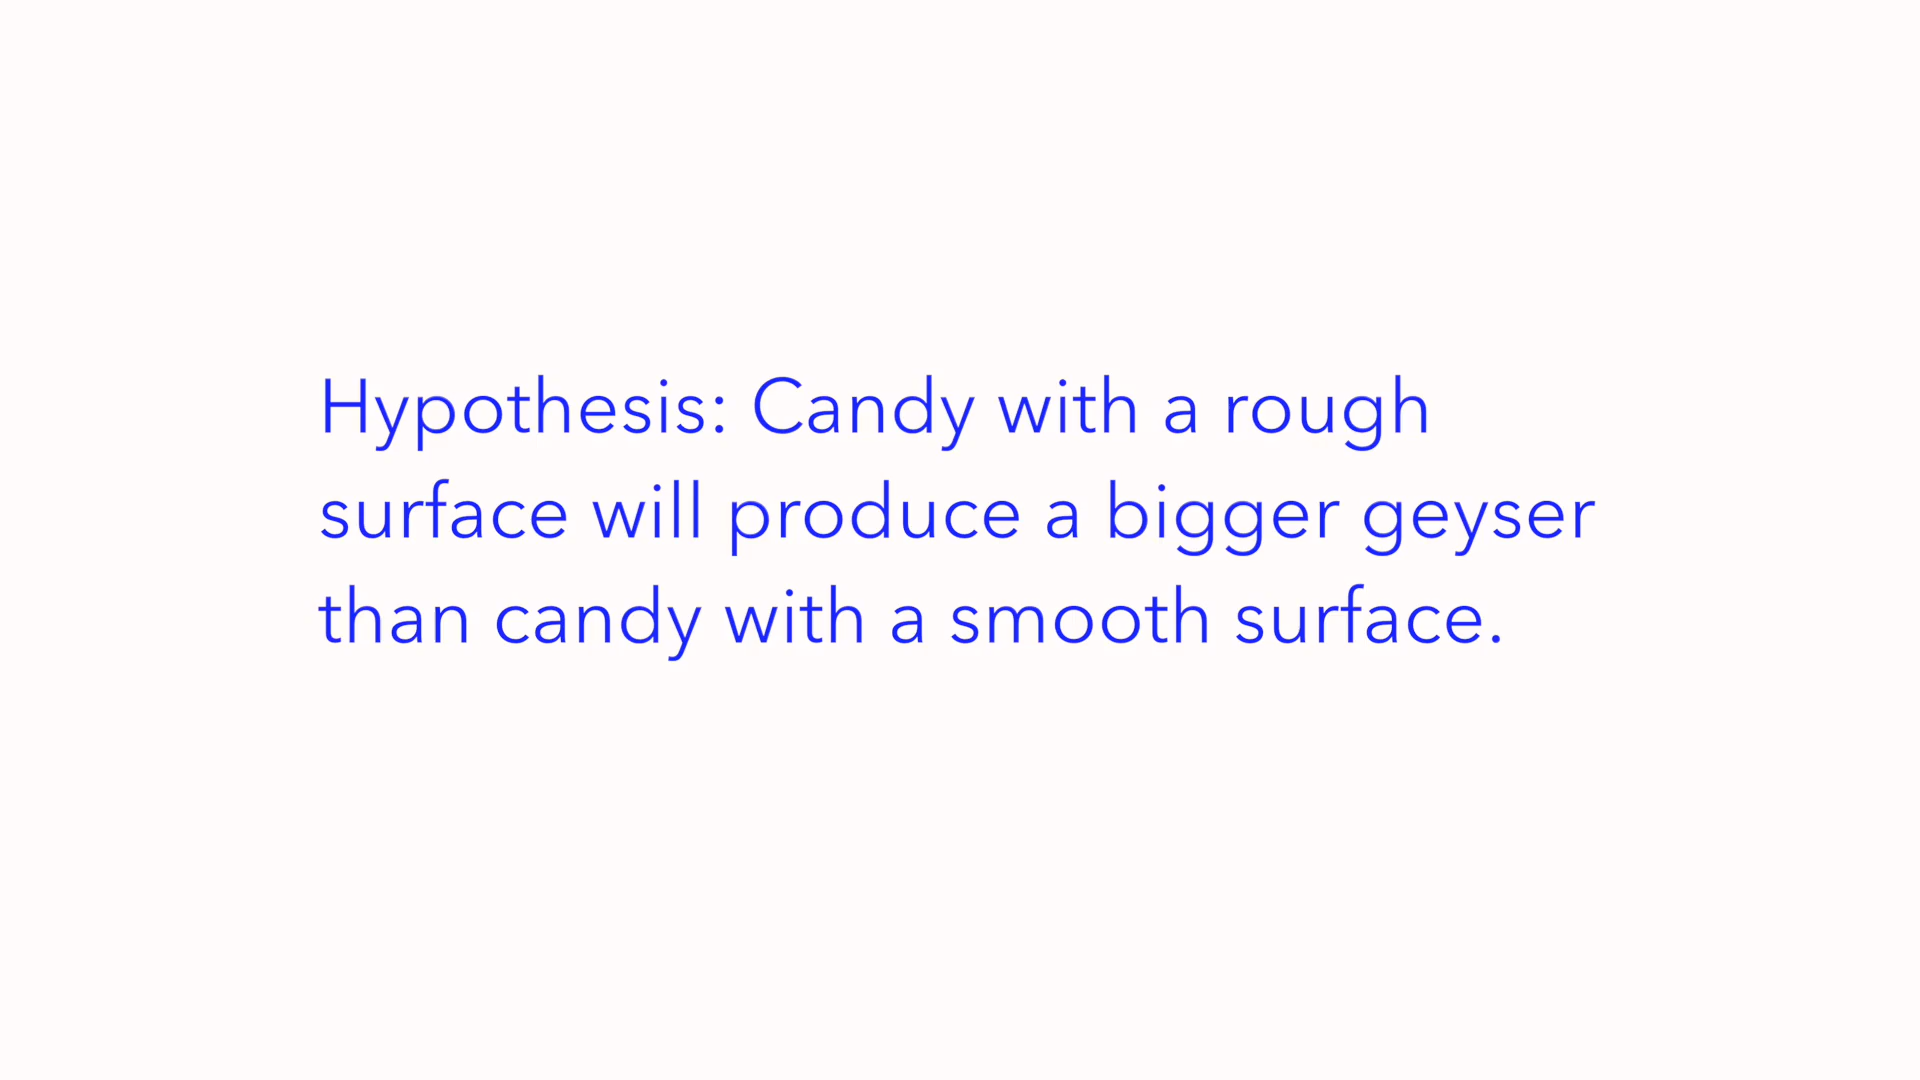 Hypothesis: Candy with a rough
surface will produce a bigger geyser
than candy with a smooth surface.